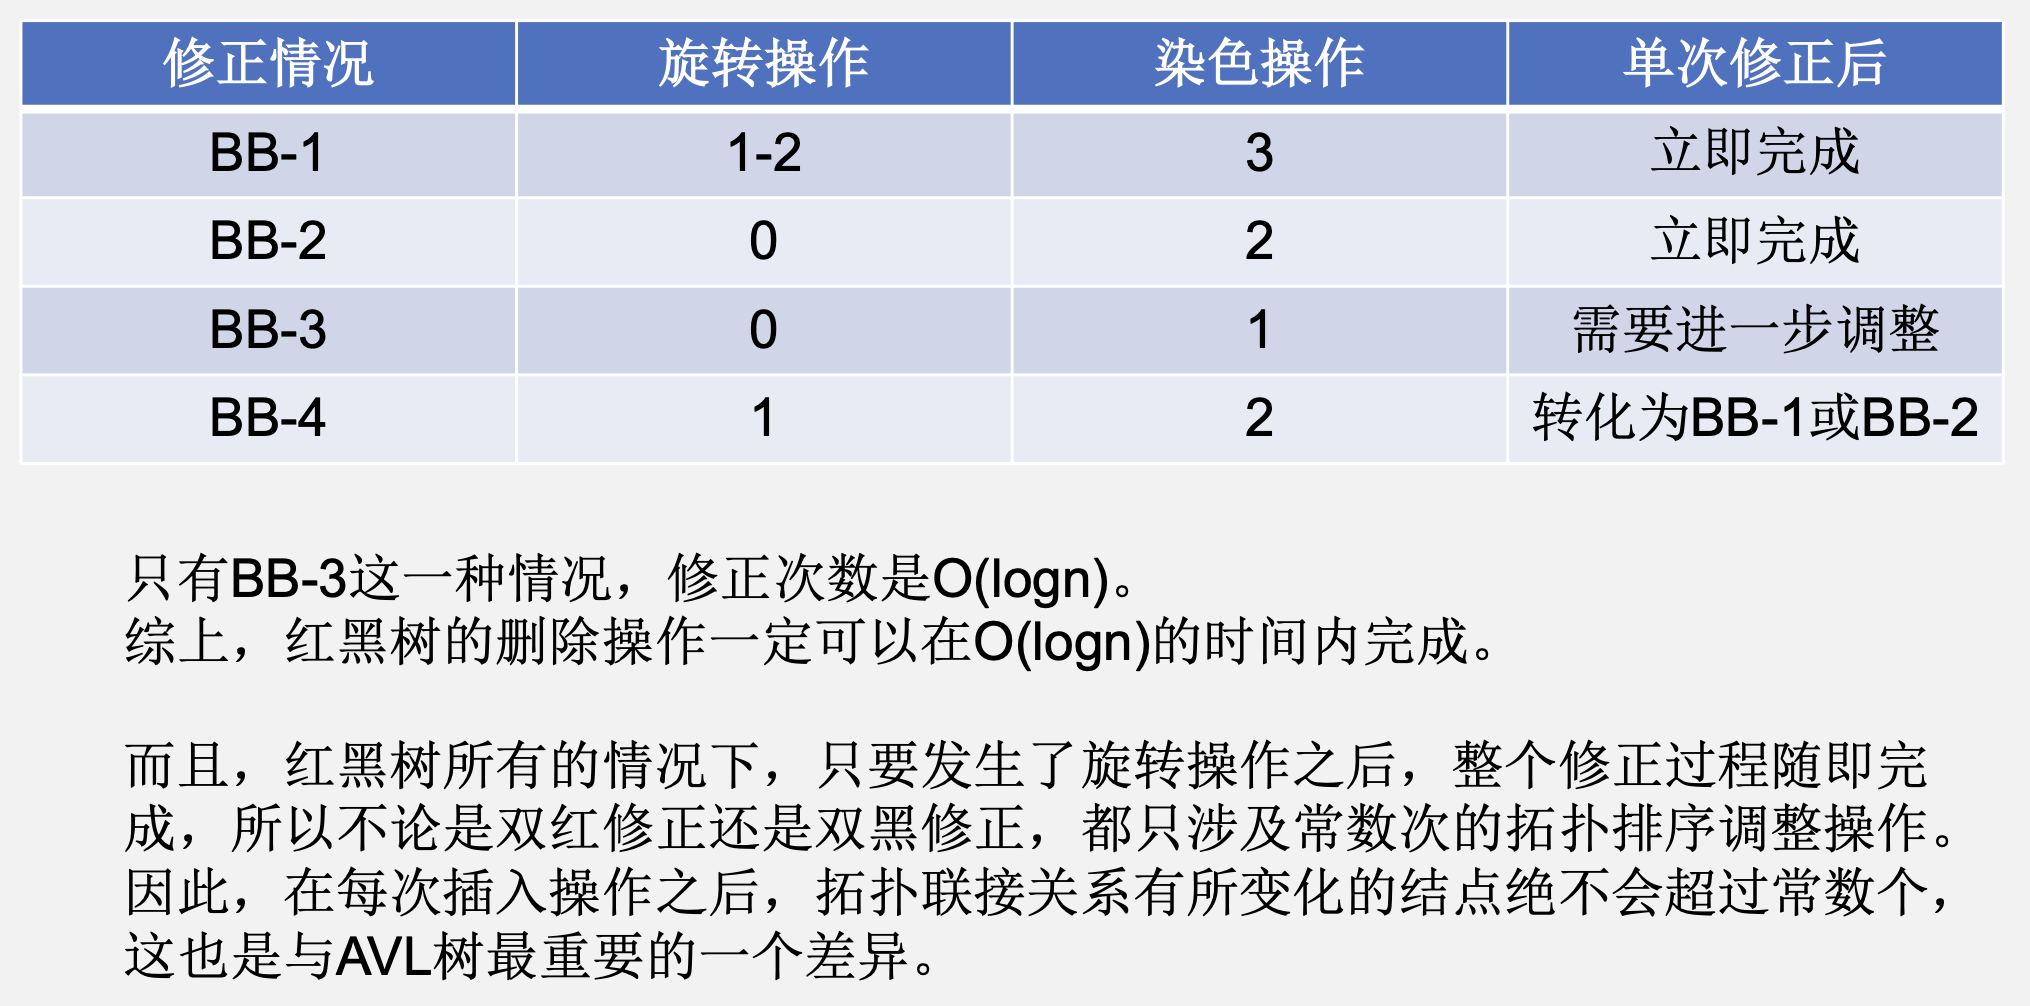 修正情况 旋转操作 染色操作 单次修正后
BB-1 1-2 3 立即完成
BB-2 0 2 立即完成
BB-3 0 1 需要进一步调整
BB-4 1 2 转化为BB-1或BB-2
只有BB-3这一种情况，修正次数是O(logn)。
综上，红黑树的删除操作一定可以在O(logn)的时间内完成。
而且，红黑树所有的情况下，只要发生了旋转操作之后，整个修正过程随即完
成，所以不论是双红修正还是双黑修正，都只涉及常数次的拓扑排序调整操作。
因此，在每次插入操作之后，拓扑联接关系有所变化的结点绝不会超过常数个，
这也是与AVL树最重要的一个差异。